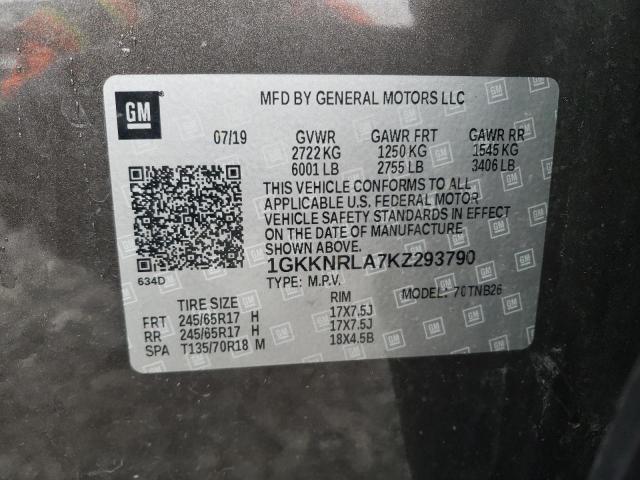 GM
MFD BY GENERAL MOTORS LLC
07/19 GVWR GAWR FRT GAWR RR
2722 KG 1250 KG 1545 KG
6001 LB 2755 LB 3406 LB
THIS VEHICLE CONFORMS TO ALL
APPLICABLE U.S. FEDERAL MOTOR
VEHICLE SAFETY STANDARDS IN EFFECT
ON THE DATE OF MANUFACTURE
SHOWN ABOVE.
634D
1GKKNRLA7KZ293790
TYPE: M.P.V. MODEL: 70TNB26
TIRE SIZE RIM
FRT 245/65R17 H 17X7.5J
RR 245/65R17 H 17X7.5J
SPA T135/70R18 M 18X4.5B